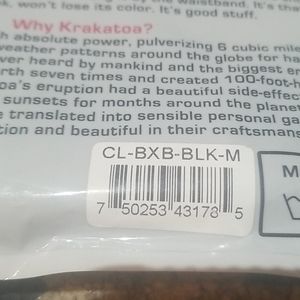 the waistband. It's
k, won't lose its color. It's good stuff.
Why Krakatoa?
h absolute power, pulverizing 6 cubic mile
weather patterns around the globe for ha
ver heard by mankind and the biggest en
rth seven times and created 100-foot-h
oa's eruption had a beautiful side-effec
sunsets for months around the planet
e translated into sensible personal ga
tion and beautiful in their craftsmans
CL-BXB-BLK-M
7 50253 43178 5
M